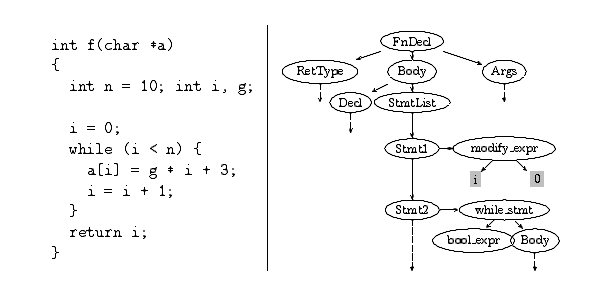 int f(char *a)
{
int n = 10; int i, g;
i = 0;
while (i < n) {
a[i] = g * i + 3;
i = i + 1;
}
return i;
}
FnDecl
RetType
Body
Args
Decl
StmtList
Stmt1
modify_expr
i
0
Stmt2
while_stmt
bool_expr
Body